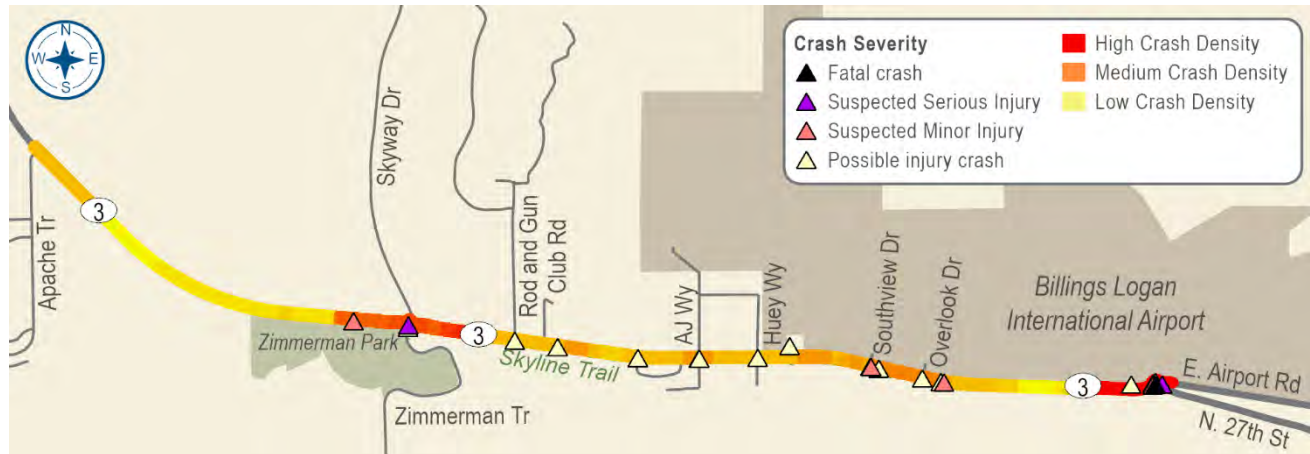 N
W
E
S
Crash Severity
Fatal crash
Suspected Serious Injury
Suspected Minor Injury
Possible injury crash
High Crash Density
Medium Crash Density
Low Crash Density
3
Apache Tr
Skyway Dr
Rod and Gun
Club Rd
Zimmerman Park
Zimmerman Tr
3
Skyline Trail
AJ Wy
Huey Wy
Southview Dr
Overlook Dr
Billings Logan
International Airport
3
E. Airport Rd
N. 27th St